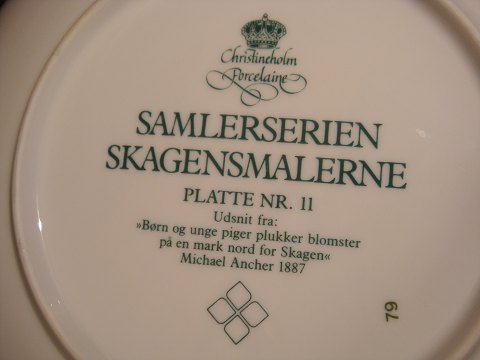 Christineholm
Porcelaine
SAMLERSERIEN
SKAGENSMALERNE
PLATTE NR. 11
Udsnit fra:
»Børn og unge piger plukker blomster
på en mark nord for Skagen«
Michael Ancher 1887
79